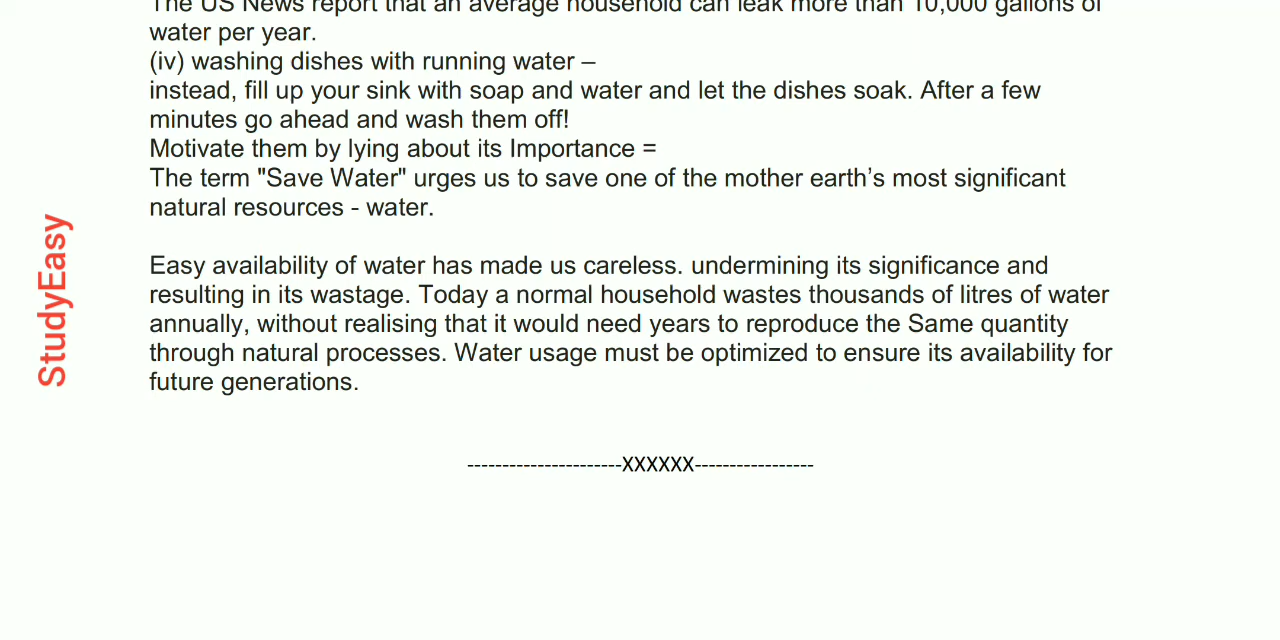 The US News report that an average household can leak more than 10,000 gallons of
water per year.
(iv) washing dishes with running water –
instead, fill up your sink with soap and water and let the dishes soak. After a few
minutes go ahead and wash them off!
Motivate them by lying about its Importance =
The term "Save Water" urges us to save one of the mother earth’s most significant
natural resources - water.
StudyEasy
Easy availability of water has made us careless. undermining its significance and
resulting in its wastage. Today a normal household wastes thousands of litres of water
annually, without realising that it would need years to reproduce the Same quantity
through natural processes. Water usage must be optimized to ensure its availability for
future generations.
----------------------XXXXXX-----------------